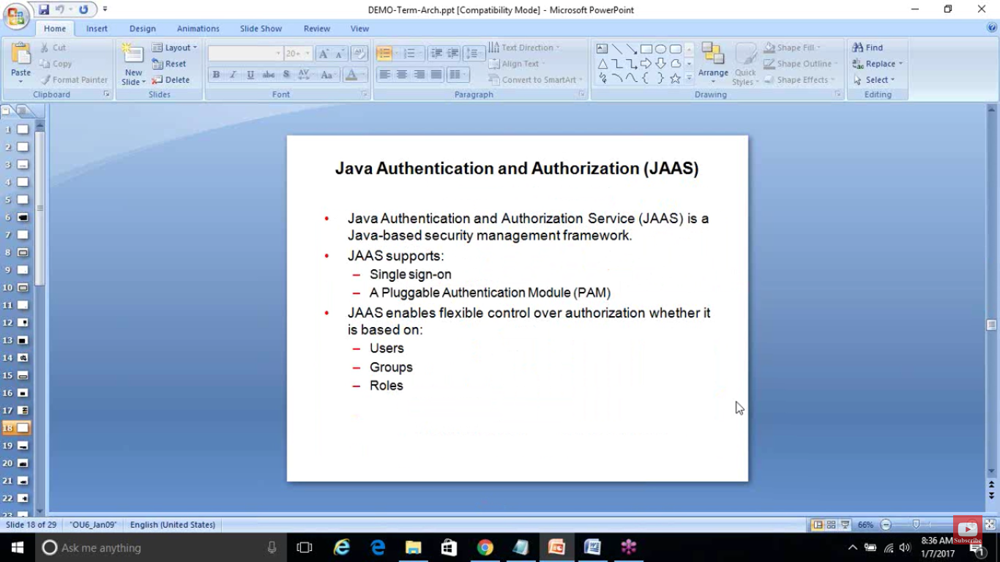 DEMO-Term-Arch.ppt [Compatibility Mode] - Microsoft PowerPoint
Home Insert Design Animations Slide Show Review View
Paste
Cut
Copy
Format Painter
Clipboard
New
Slide
Layout
Reset
Delete
Slides
20
B I U abc S AV Aa A
Font
Text Direction
Align Text
Convert to SmartArt
Paragraph
Arrange
Quick
Styles
Shape Fill
Shape Outline
Shape Effects
Drawing
Find
Replace
Select
Editing
1
2
3
4
5
6
7
8
9
10
11
12
13
14
15
16
17
18
19
20
21
22
23
Java Authentication and Authorization (JAAS)
• Java Authentication and Authorization Service (JAAS) is a
Java-based security management framework.
• JAAS supports:
– Single sign-on
– A Pluggable Authentication Module (PAM)
• JAAS enables flexible control over authorization whether it
is based on:
– Users
– Groups
– Roles
Slide 18 of 29 "OU6_Jan09" English (United States) 66%
Subscribe
Ask me anything
8:36 AM
1/7/2017
1